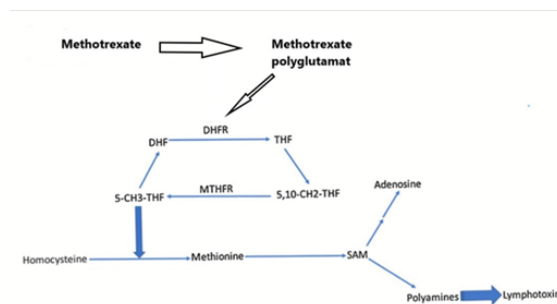 Methotrexate
Methotrexate
polyglutamat
DHFR
DHF
THF
MTHFR
5-CH3-THF
5,10-CH2-THF
Adenosine
Homocysteine
Methionine
SAM
Polyamines
Lymphotoxin